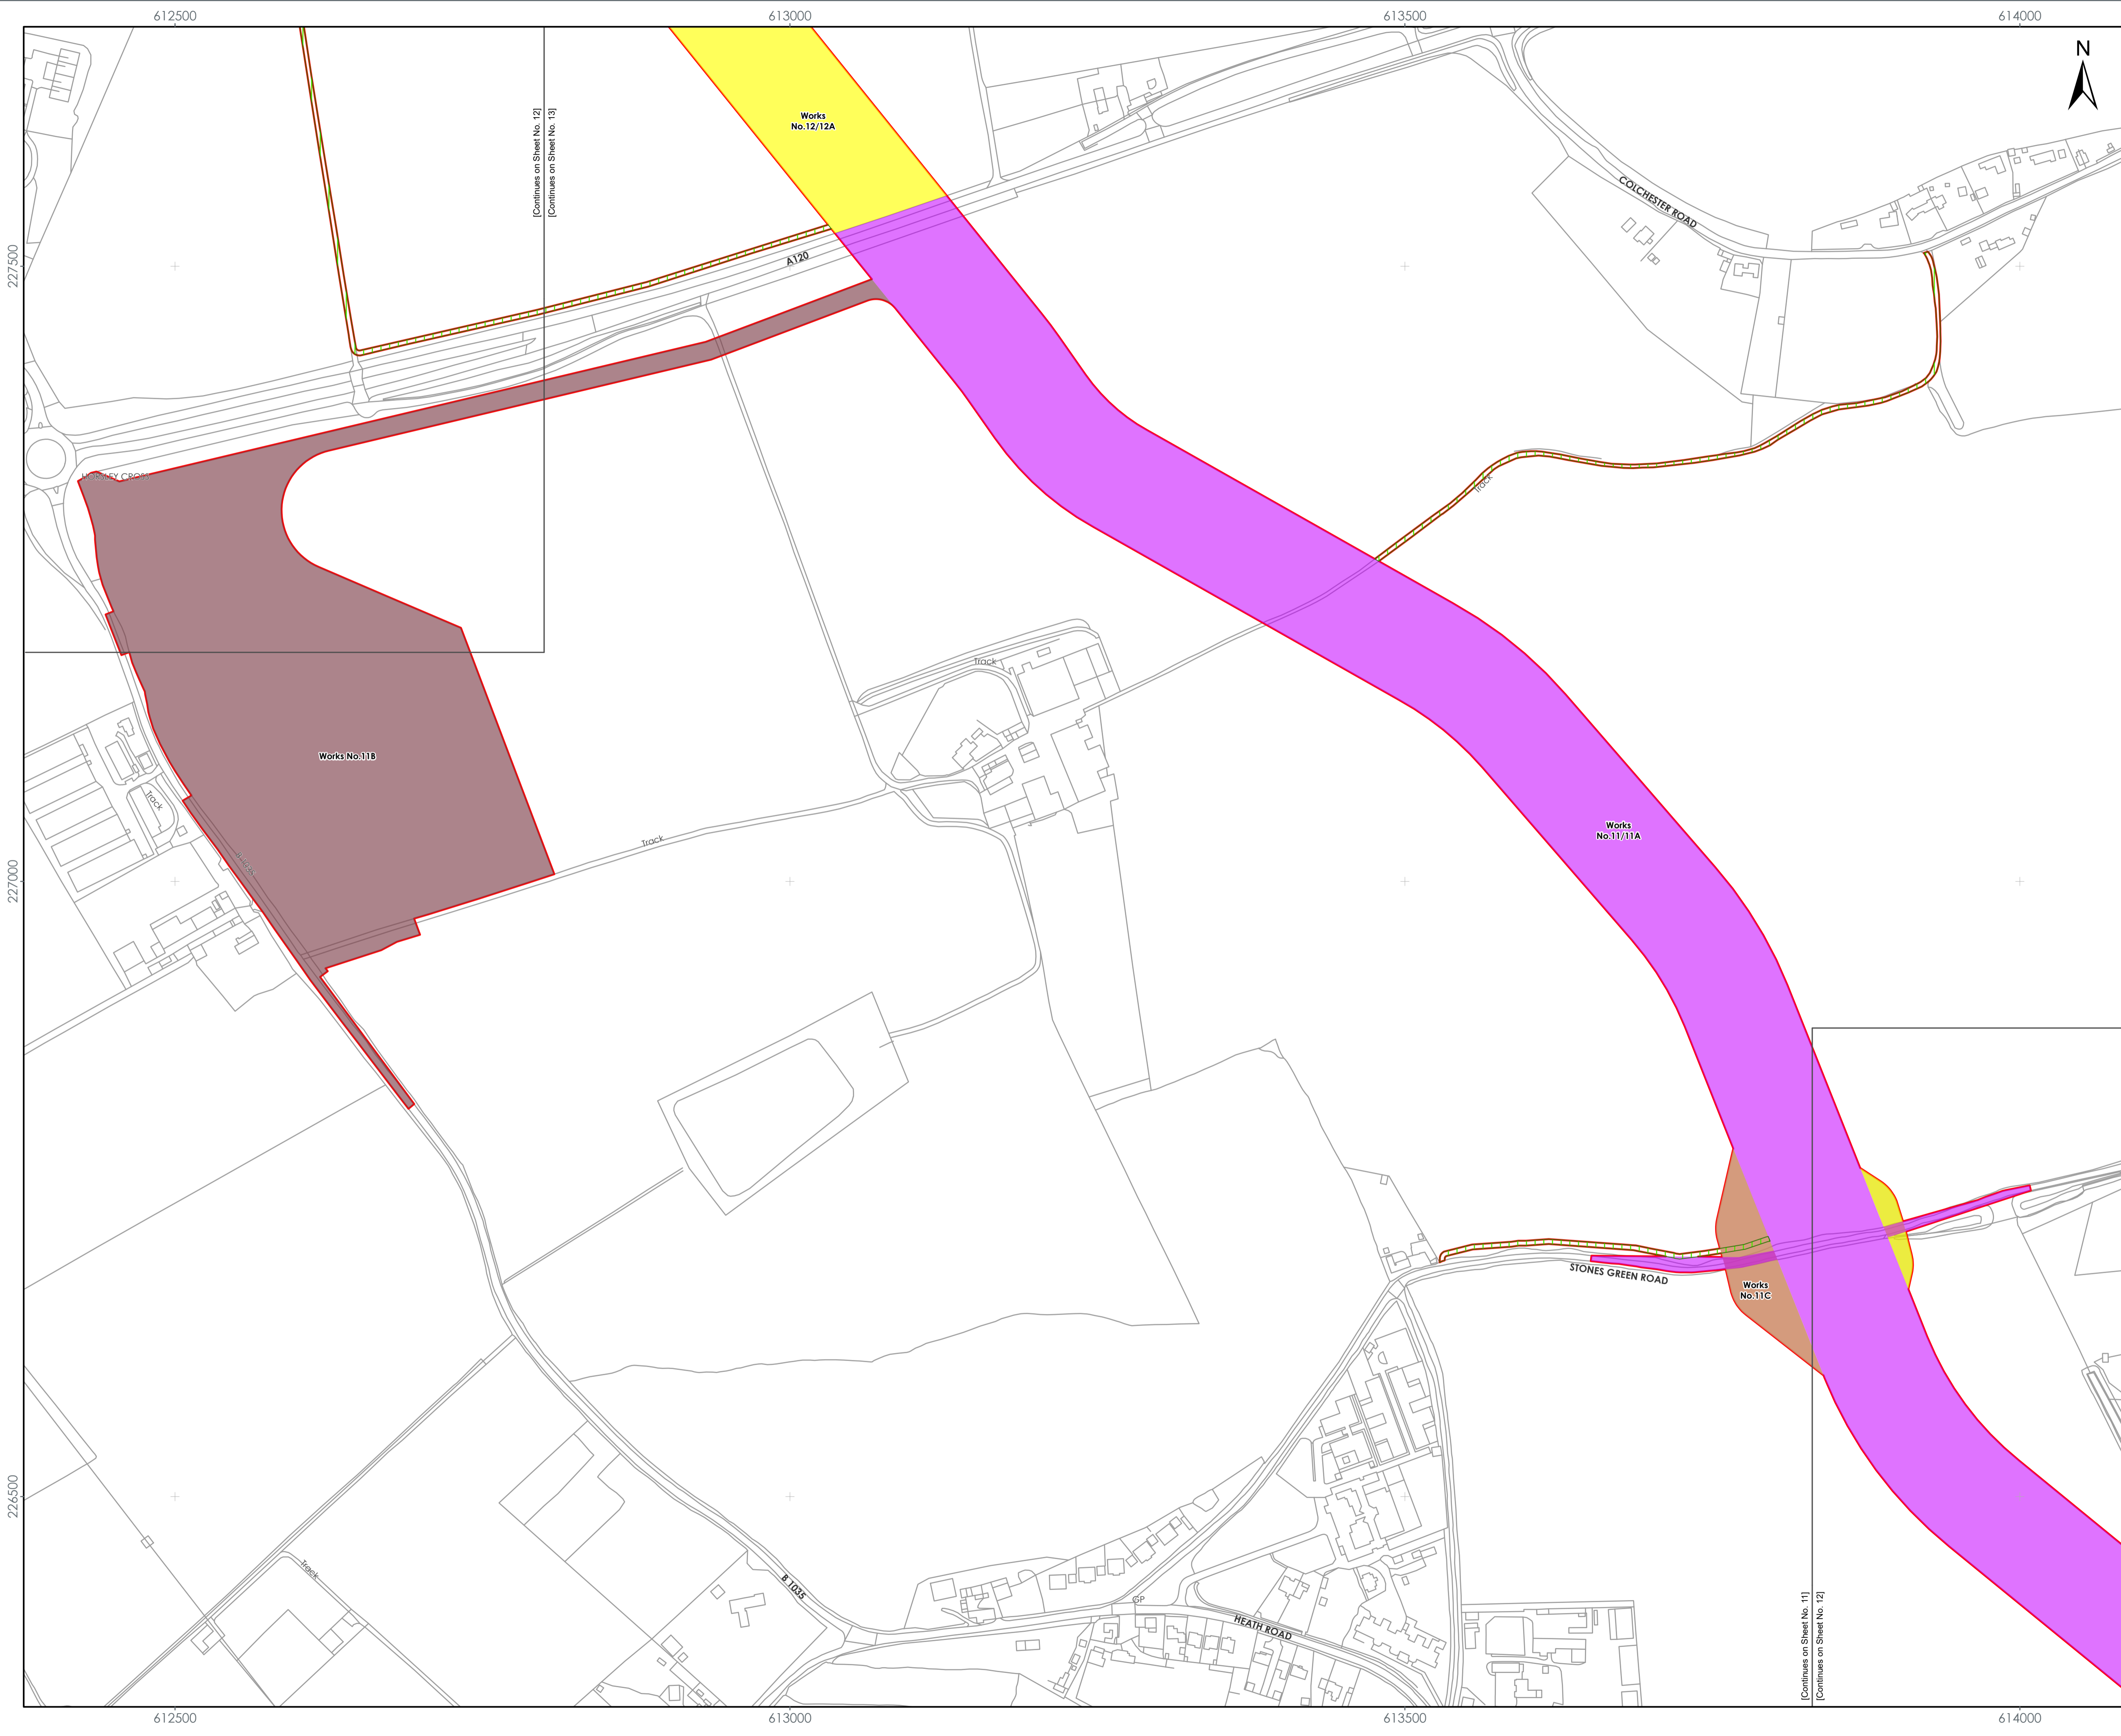 612500
613000
613500
614000
N
[Continues on Sheet No. 12]
[Continues on Sheet No. 13]
Works
No.12/12A
COLCHESTER ROAD
227500
A120
HORSLEY CROSS
Track
Track
Works No.11B
Track
Track
Works
No.11/11A
227000
STONES GREEN ROAD
Works
No.11C
226500
Track
B 1035
GP
HEATH ROAD
[Continues on Sheet No. 11]
[Continues on Sheet No. 12]
612500
613000
613500
614000